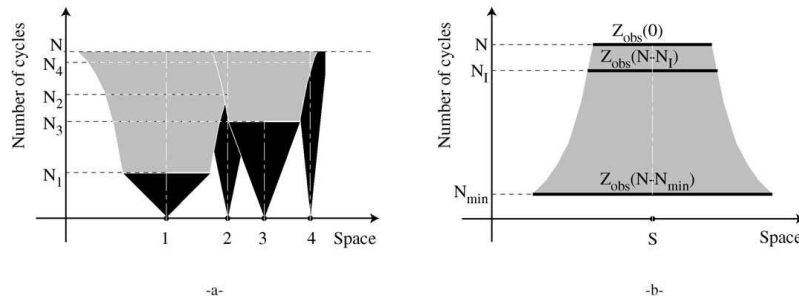 Number of cycles
N
N4
N2
N3
N1
1 2 3 4 Space
-a-
Number of cycles
N
NI
Nmin
Zobs(0)
Zobs(N-NI)
Zobs(N-Nmin)
S Space
-b-